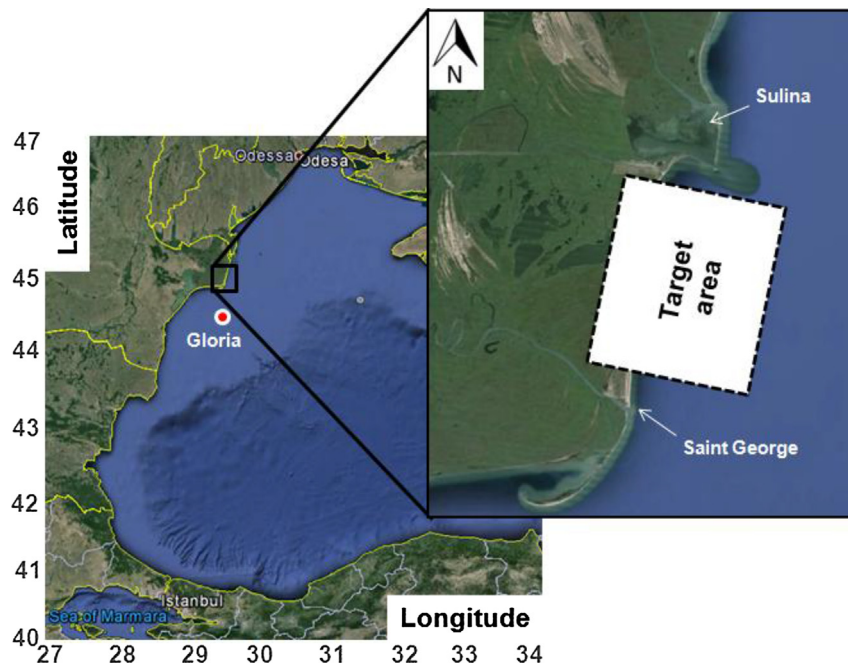 N
Sulina
Target
area
Saint George
47
46
45
44
43
42
41
40
Latitude
Odessa
Odesa
Gloria
Istanbul
Sea of Marmara
Longitude
27 28 29 30 31 32 33 34